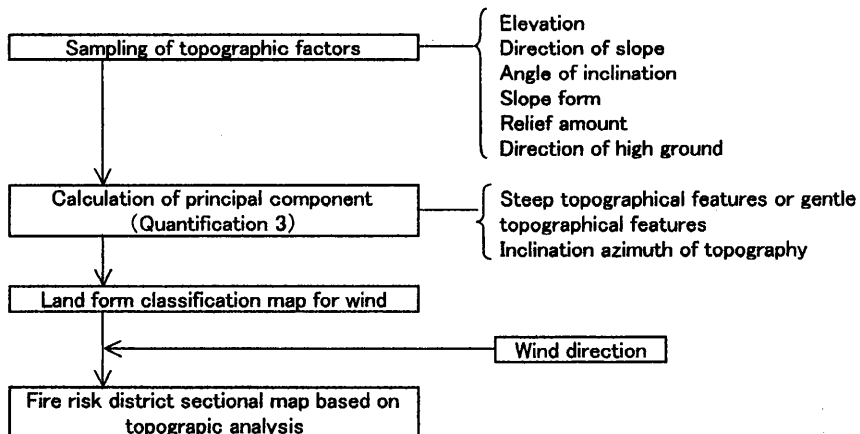 Elevation
Direction of slope
Sampling of topographic factors
Angle of inclination
Slope form
Relief amount
Direction of high ground
Calculation of principal component
(Quantification 3)
Steep topographical features or gentle
topographical features
Inclination azimuth of topography
Land form classification map for wind
Wind direction
Fire risk district sectional map based on
topograpic analysis